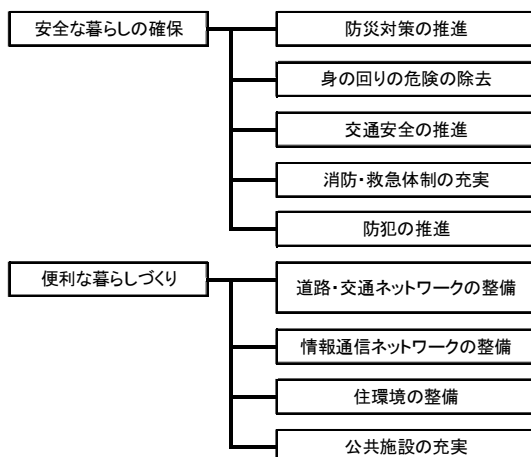 安全な暮らしの確保
防災対策の推進
身の回りの危険の除去
交通安全の推進
消防・救急体制の充実
防犯の推進
便利な暮らしづくり
道路・交通ネットワークの整備
情報通信ネットワークの整備
住環境の整備
公共施設の充実